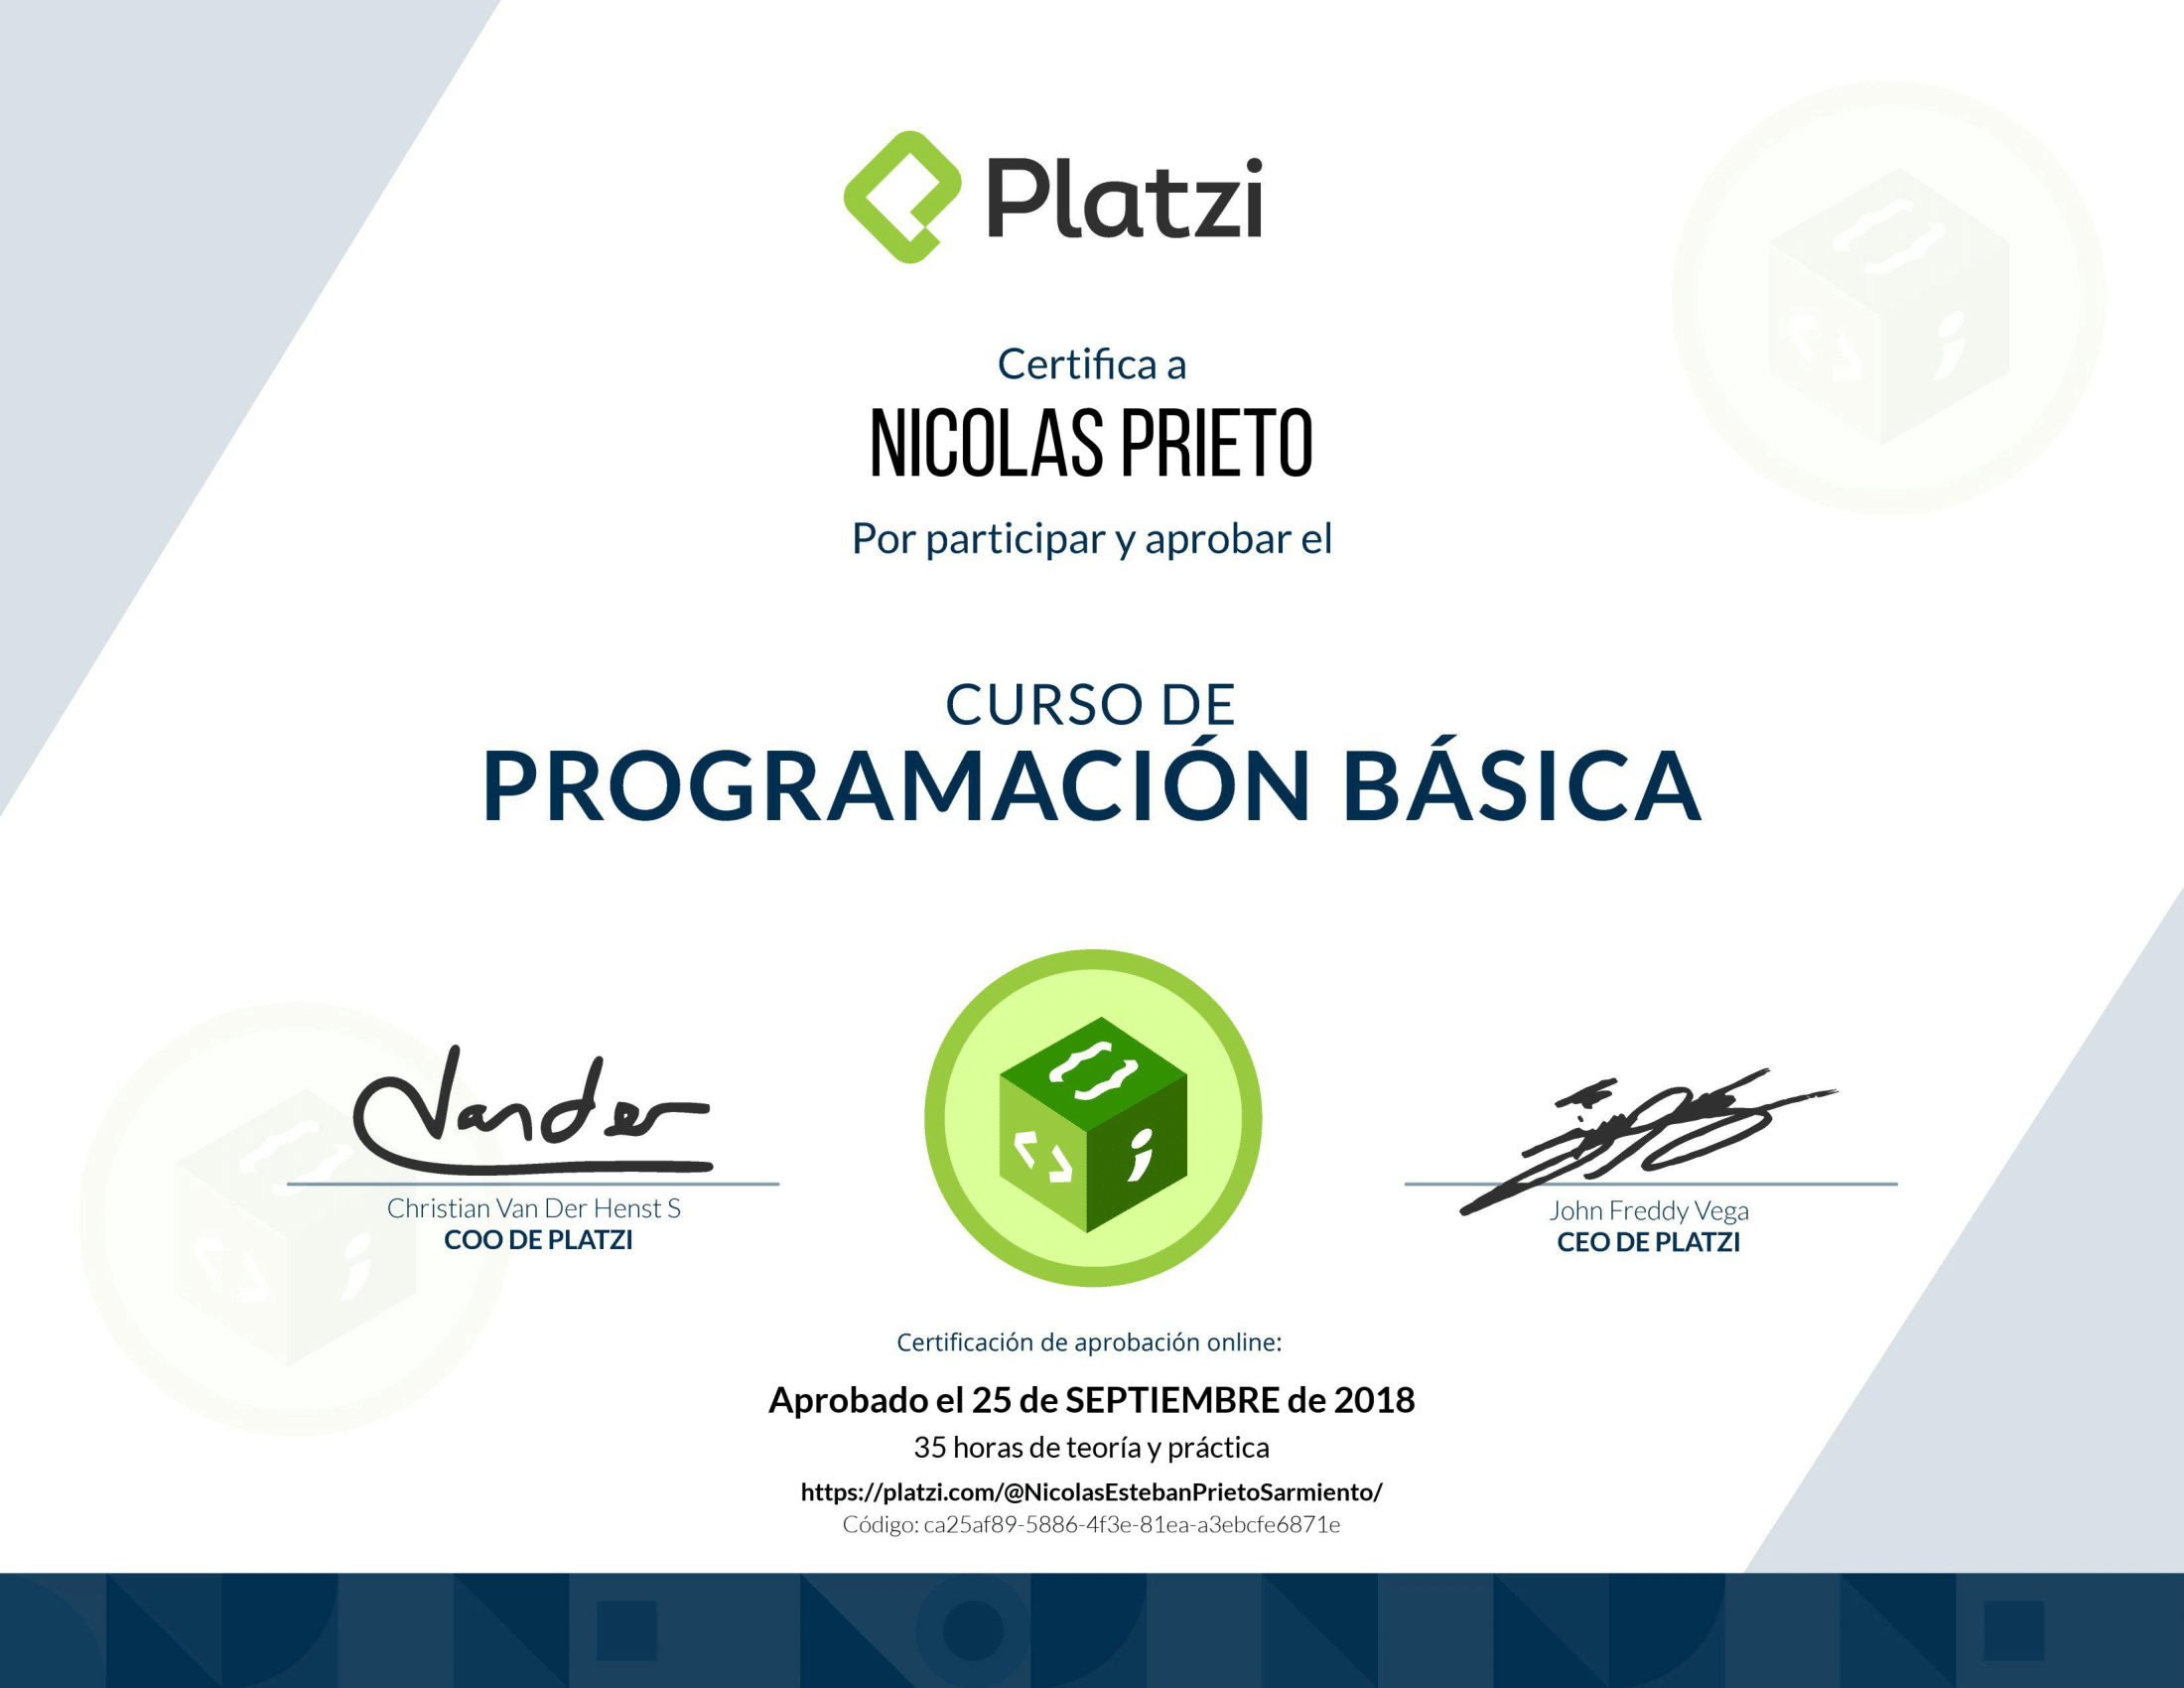 Platzi
Certifica a
NICOLAS PRIETO
Por participar y aprobar el
CURSO DE
PROGRAMACIÓN BÁSICA
Vander
Christian Van Der Henst S
COO DE PLATZI
John Freddy Vega
CEO DE PLATZI
Certificación de aprobación online:
Aprobado el 25 de SEPTIEMBRE de 2018
35 horas de teoría y práctica
https://platzi.com/@NicolasEstebanPrietoSarmiento/
Código: ca25af89-5886-4f3e-81ea-a3ebcfe6871e